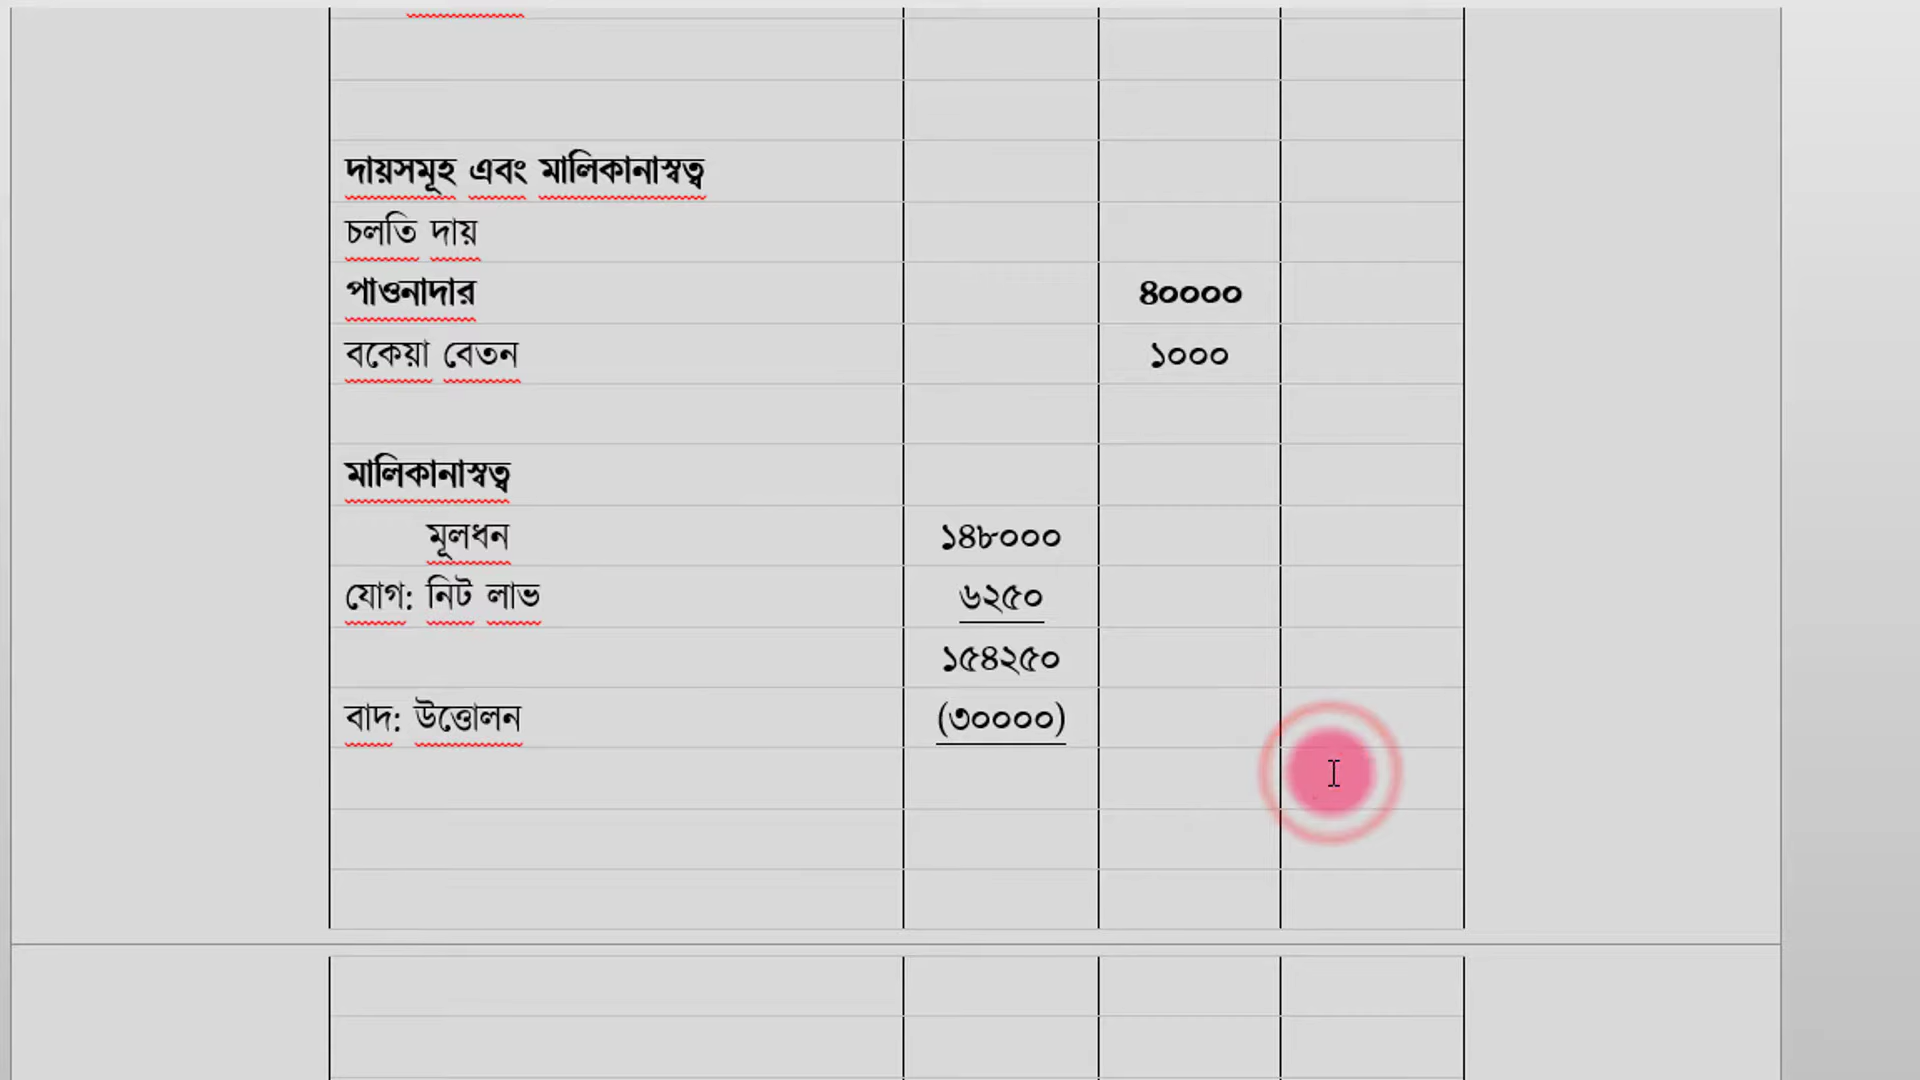 দায়সমূহ এবং মালিকানাস্বত্ব
চলতি দায়
পাওনাদার ৪০০০০
বকেয়া বেতন ১০০০
মালিকানাস্বত্ব
মূলধন ১৪৮০০০
যোগ: নিট লাভ ৬২৫০
১৫৪২৫০
বাদ: উত্তোলন (৩০০০০)